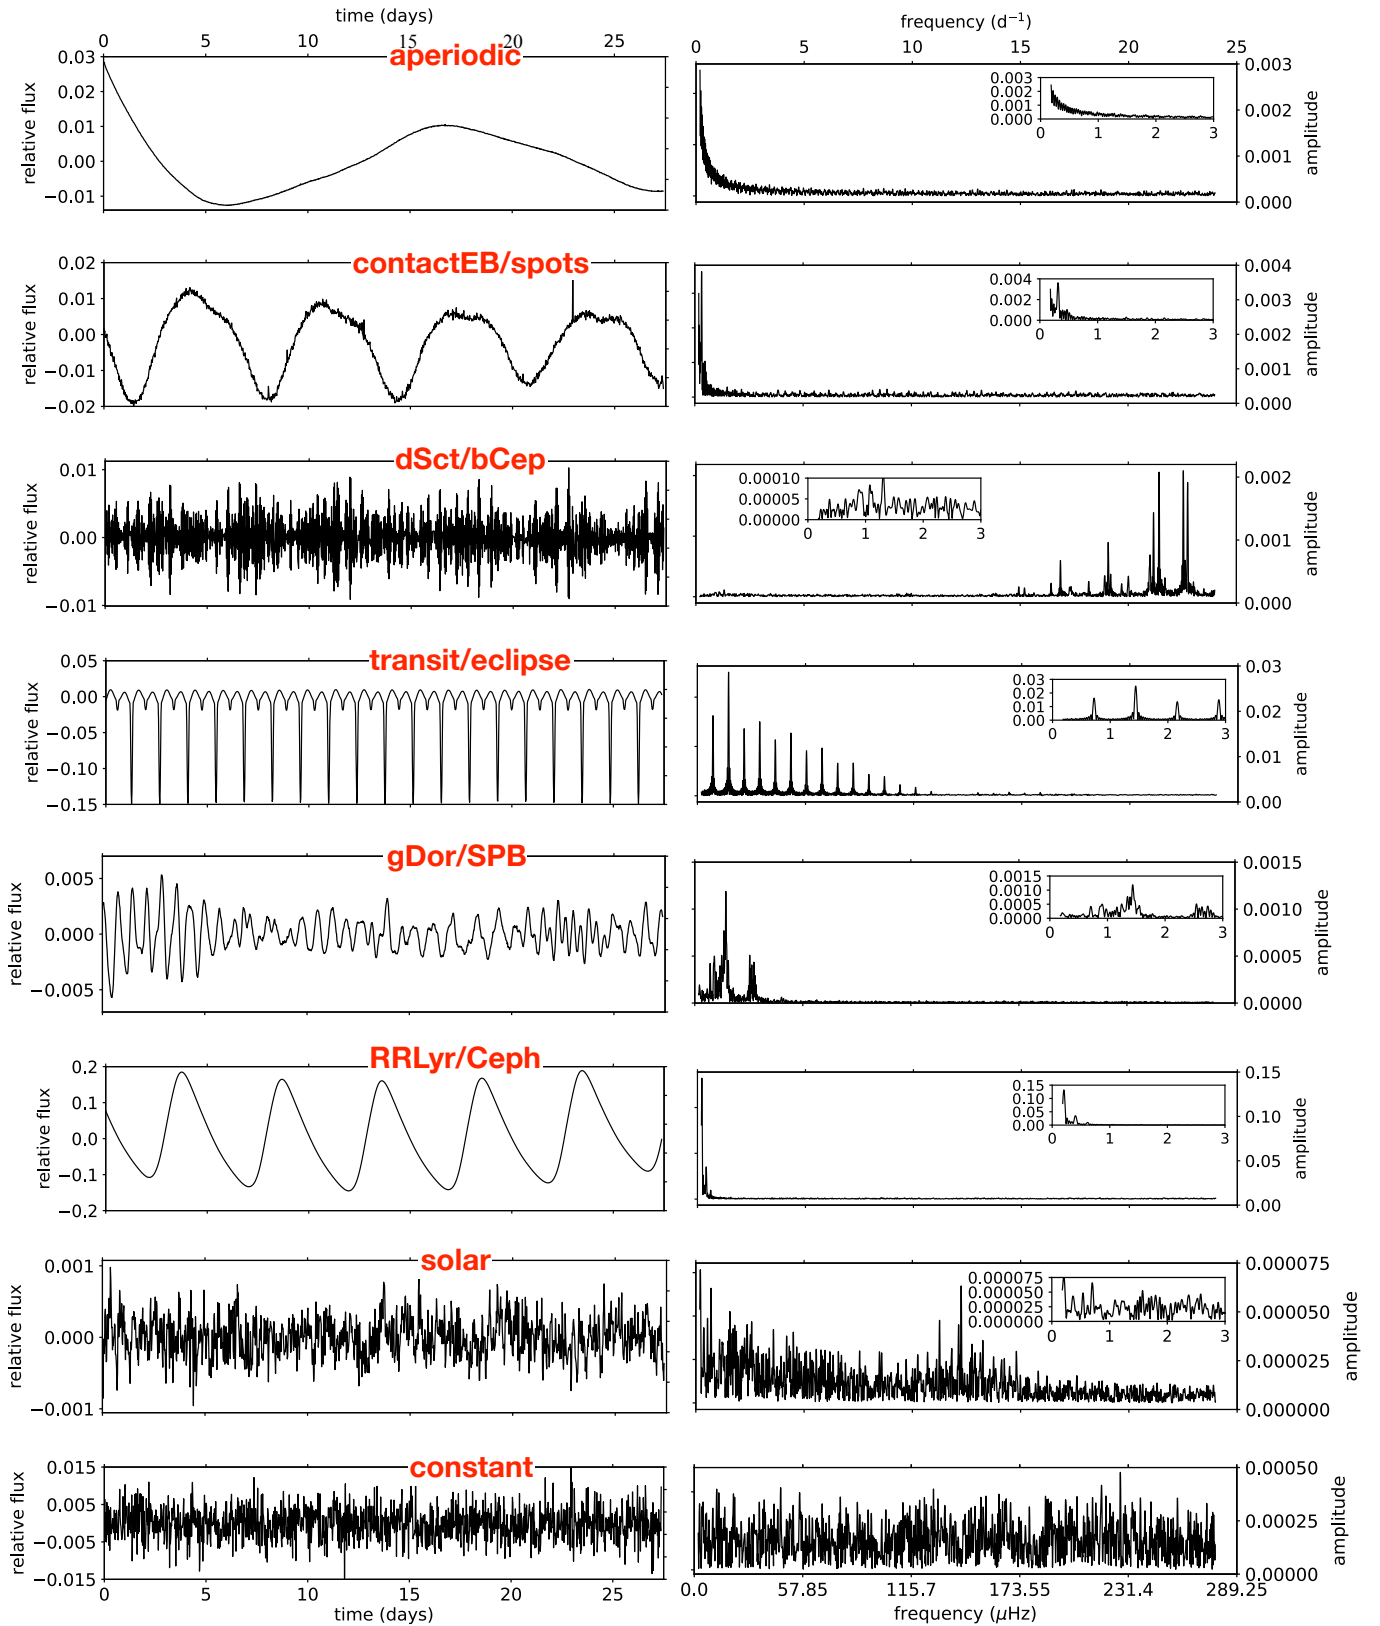 time (days)
frequency (d⁻¹)
0 5 10 15 20 25
0 5 10 15 20 25
aperiodic
relative flux
0.03
0.02
0.01
0.00
−0.01
0.003
0.002
0.001
0.000
0 1 2 3
0.003
0.002
0.001
0.000
amplitude
contactEB/spots
relative flux
0.02
0.01
0.00
−0.01
−0.02
0.004
0.002
0.000
0 1 2 3
0.004
0.003
0.002
0.001
0.000
amplitude
dSct/bCep
relative flux
0.01
0.00
−0.01
0.00010
0.00005
0.00000
0 1 2 3
0.002
0.001
0.000
amplitude
transit/eclipse
relative flux
0.05
0.00
−0.05
−0.10
−0.15
0.03
0.02
0.01
0.00
0 1 2 3
0.03
0.02
0.01
0.00
amplitude
gDor/SPB
relative flux
0.005
0.000
−0.005
0.0015
0.0010
0.0005
0.0000
0 1 2 3
0.0015
0.0010
0.0005
0.0000
amplitude
RRLyr/Ceph
relative flux
0.2
0.1
0.0
−0.1
−0.2
0.15
0.10
0.05
0.00
0 1 2 3
0.15
0.10
0.05
0.00
amplitude
solar
relative flux
0.001
0.000
−0.001
0.000075
0.000050
0.000025
0.000000
0 1 2 3
0.000075
0.000050
0.000025
0.000000
amplitude
constant
relative flux
0.015
0.005
−0.005
−0.015
0.00050
0.00025
0.00000
amplitude
0 5 10 15 20 25
0.0 57.85 115.7 173.55 231.4 289.25
time (days)
frequency (μHz)